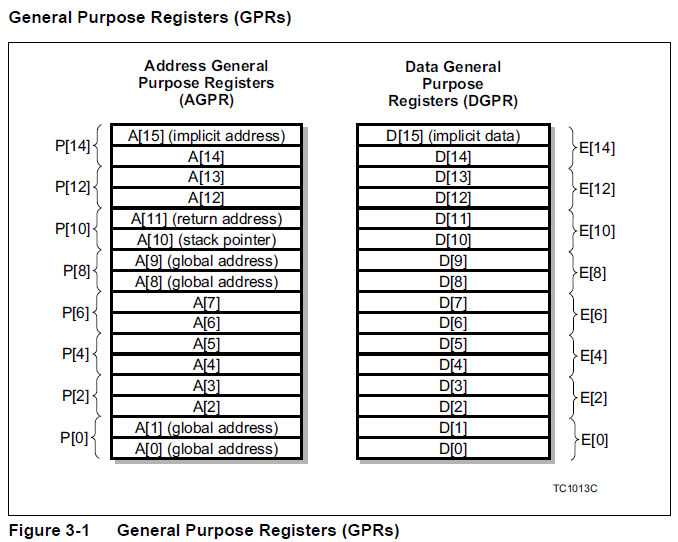 General Purpose Registers (GPRs)
Address General
Purpose Registers
(AGPR)
Data General
Purpose
Registers (DGPR)
P[14]
A[15] (implicit address)
A[14]
D[15] (implicit data)
D[14]
E[14]
P[12]
A[13]
A[12]
D[13]
D[12]
E[12]
P[10]
A[11] (return address)
A[10] (stack pointer)
D[11]
D[10]
E[10]
P[8]
A[9] (global address)
A[8] (global address)
D[9]
D[8]
E[8]
P[6]
A[7]
A[6]
D[7]
D[6]
E[6]
P[4]
A[5]
A[4]
D[5]
D[4]
E[4]
P[2]
A[3]
A[2]
D[3]
D[2]
E[2]
P[0]
A[1] (global address)
A[0] (global address)
D[1]
D[0]
E[0]
TC1013C
Figure 3-1 General Purpose Registers (GPRs)